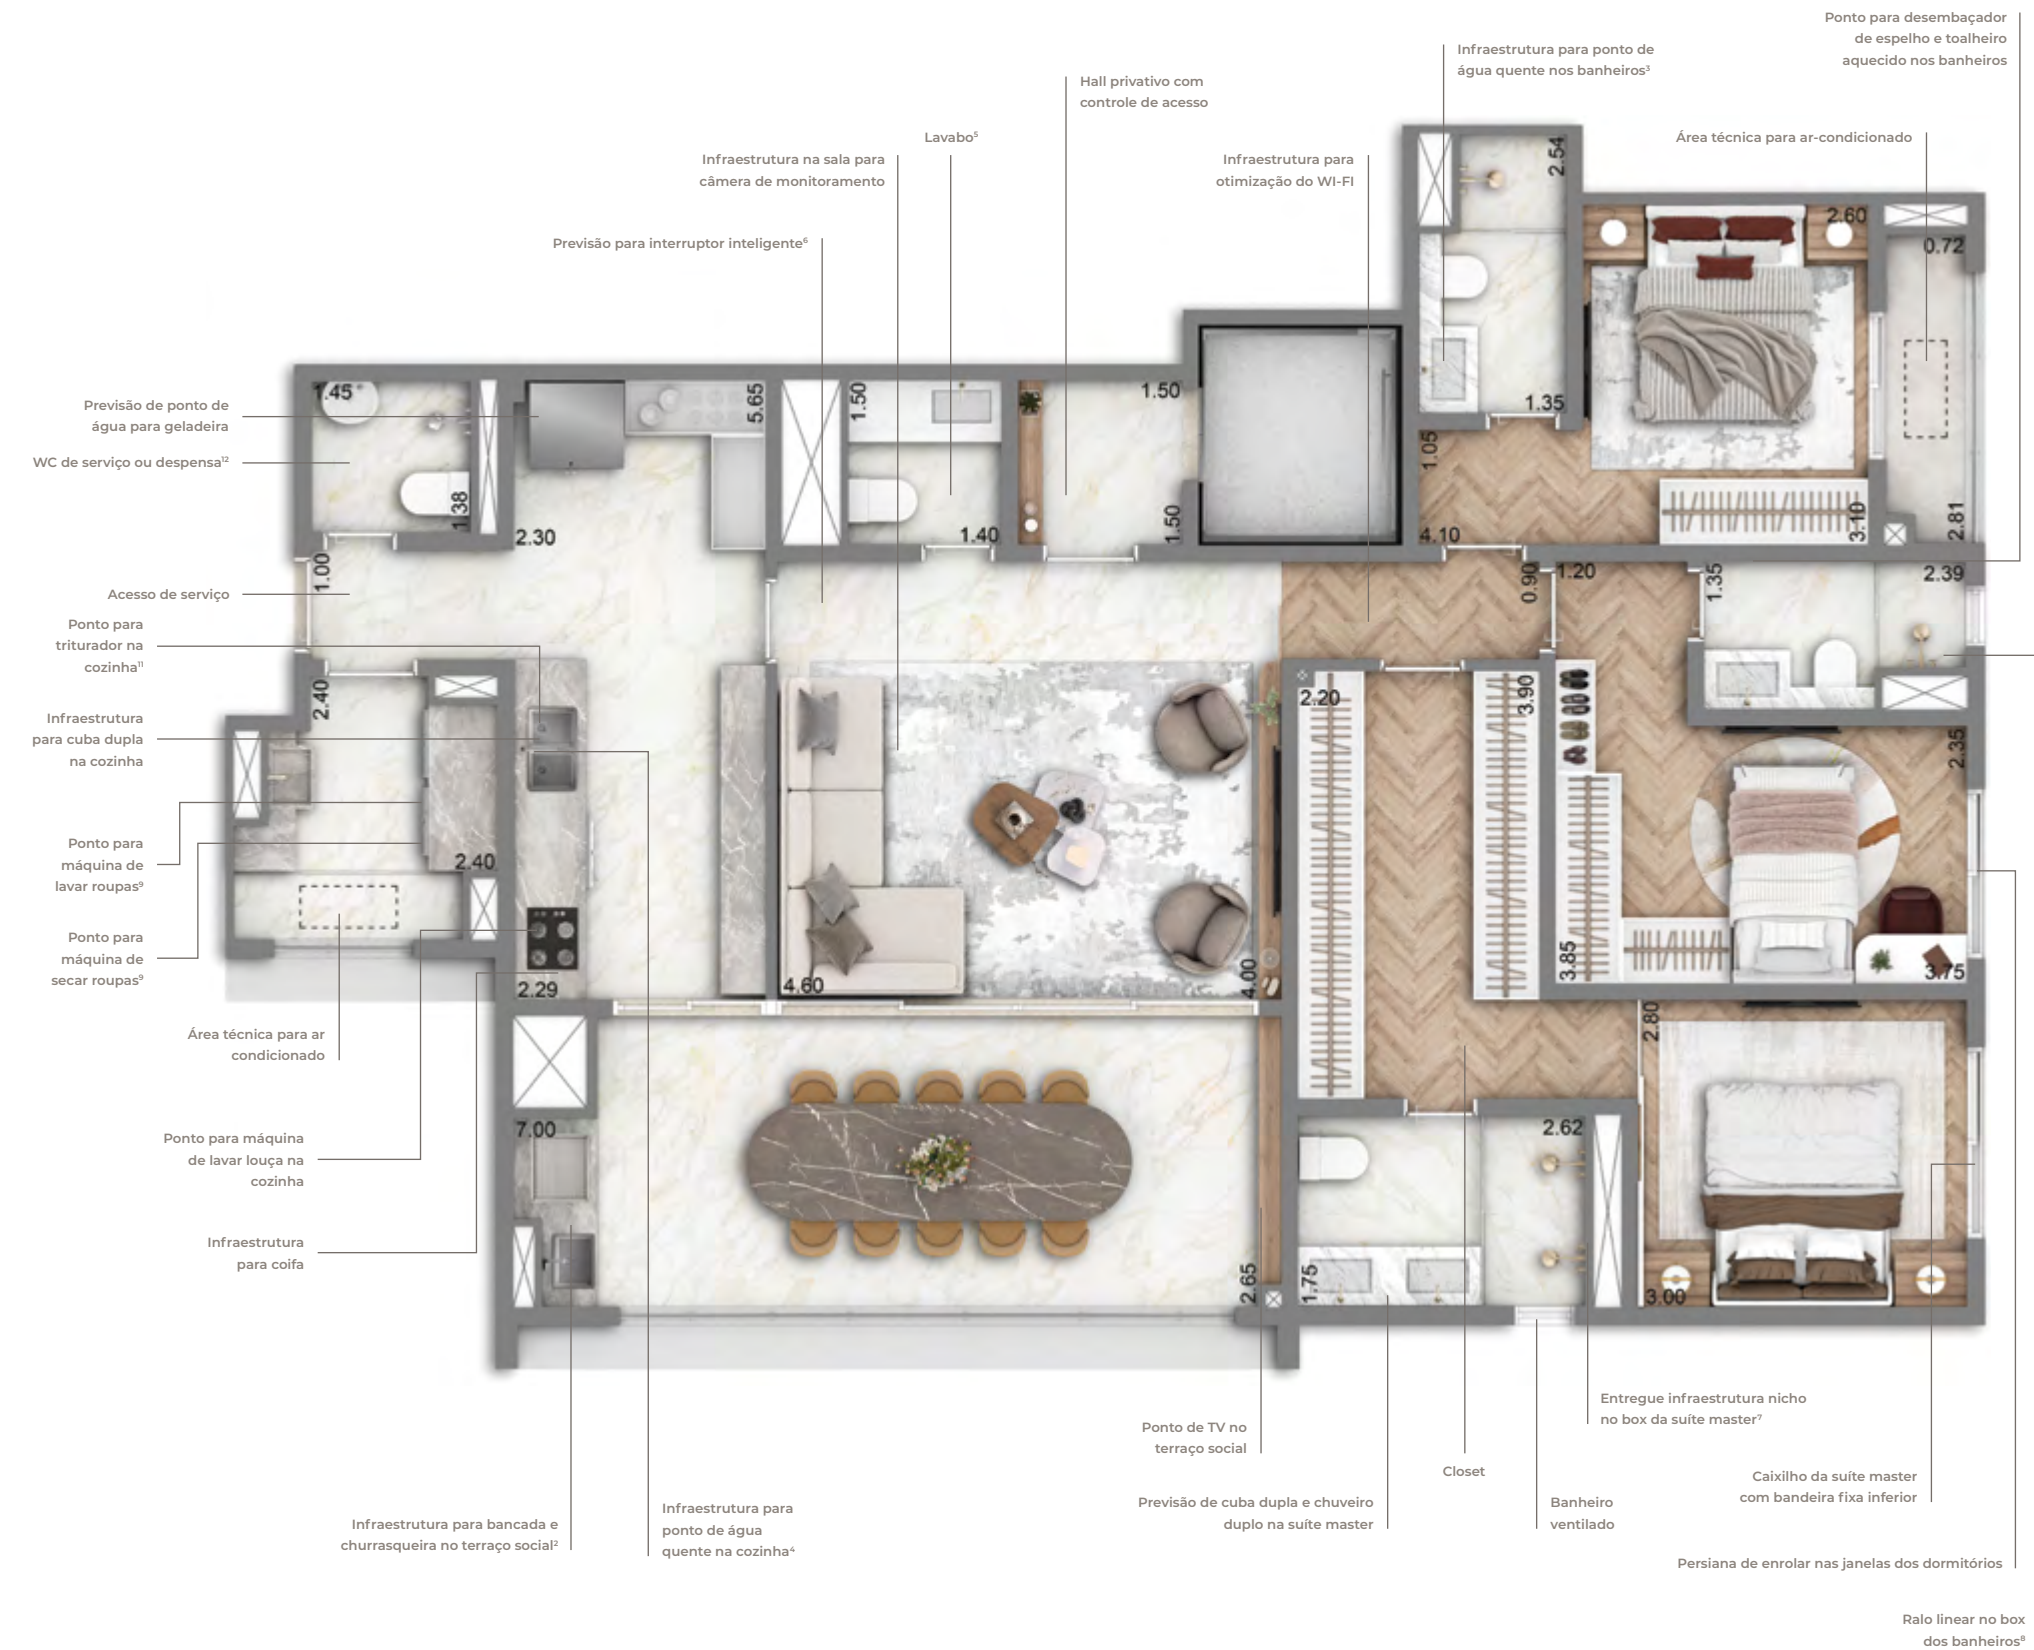 Ponto para desembaçador
de espelho e toalheiro
aquecido nos banheiros
Infraestrutura para ponto de
água quente nos banheiros³
Hall privativo com
controle de acesso
Lavabo⁵
Área técnica para ar-condicionado
Infraestrutura na sala para
câmera de monitoramento
Infraestrutura para
otimização do WI-FI
Previsão para interruptor inteligente⁶
2.54
2.60
0.72
1.45
5.65
1.50
1.50
1.35
Previsão de ponto de
água para geladeira
1.05
WC de serviço ou despensa¹²
1.38
2.30
1.40
1.50
4.10
3.10
2.81
1.00
0.90
1.20
1.35
2.39
Acesso de serviço
Ponto para
triturador na
cozinha¹¹
2.40
2.20
3.90
Infraestrutura
para cuba dupla
na cozinha
2.35
Ponto para
máquina de
lavar roupas⁹
2.40
Ponto para
máquina de
secar roupas⁹
2.29
4.60
4.00
3.85
3.75
Área técnica para ar
condicionado
2.80
7.00
2.62
Ponto para máquina
de lavar louça na
cozinha
Infraestrutura
para coifa
2.65
1.75
3.00
Entregue infraestrutura nicho
no box da suíte master⁷
Ponto de TV no
terraço social
Closet
Caixilho da suíte master
com bandeira fixa inferior
Previsão de cuba dupla e chuveiro
duplo na suíte master
Banheiro
ventilado
Infraestrutura para
ponto de água
quente na cozinha⁴
Infraestrutura para bancada e
churrasqueira no terraço social²
Persiana de enrolar nas janelas dos dormitórios
Ralo linear no box
dos banheiros⁸